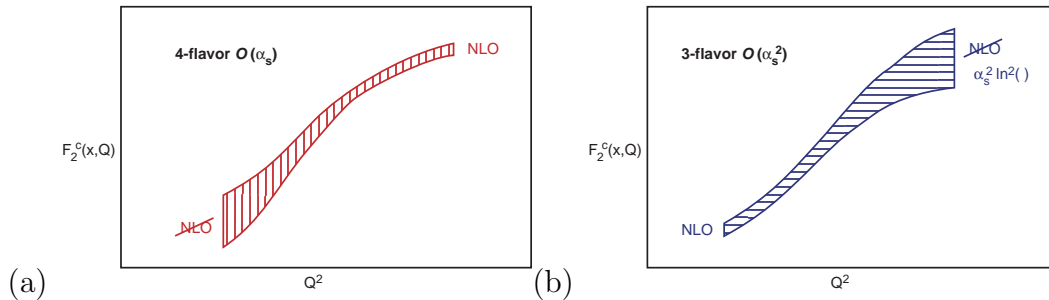 4-flavor O(αs)
NLO
F2c(x,Q)
NLO
Q2
(a)
3-flavor O(αs2)
NLO
αs2 ln2( )
F2c(x,Q)
NLO
Q2
(b)